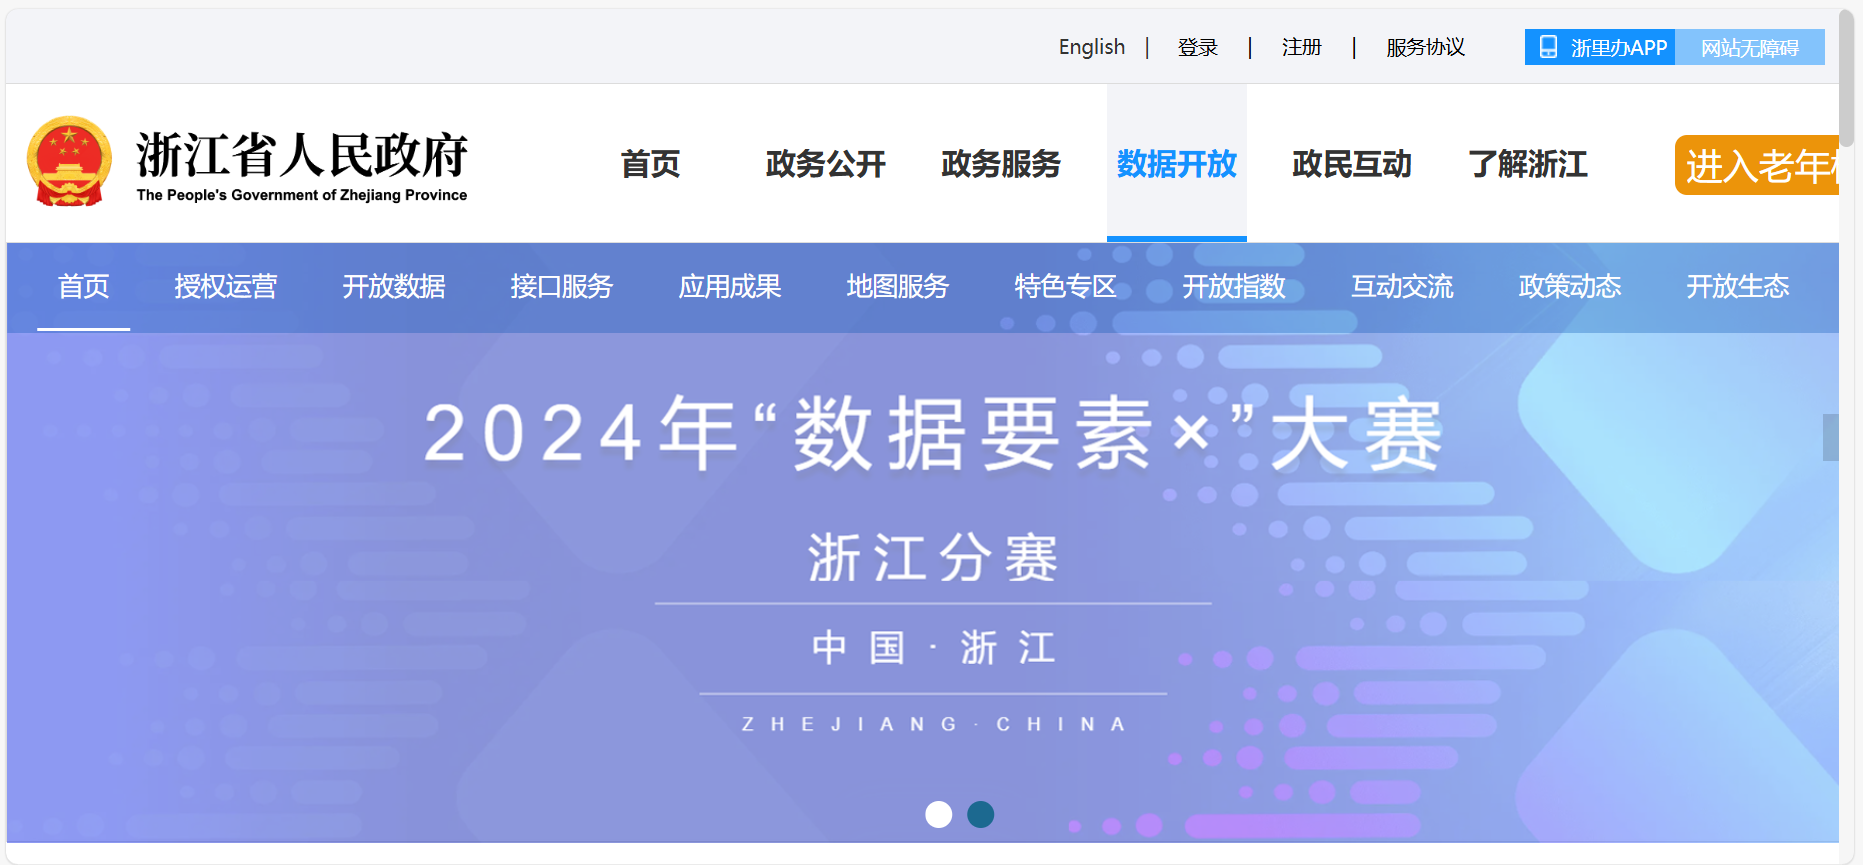 English | 登录 | 注册 | 服务协议 浙里办APP 网站无障碍
浙江省人民政府
The People's Government of Zhejiang Province
首页 政务公开 政务服务 数据开放 政民互动 了解浙江 进入老年
首页 授权运营 开放数据 接口服务 应用成果 地图服务 特色专区 开放指数 互动交流 政策动态 开放生态
2024年“数据要素×”大赛
浙江分赛
中国·浙江
ZHEJIANG·CHINA